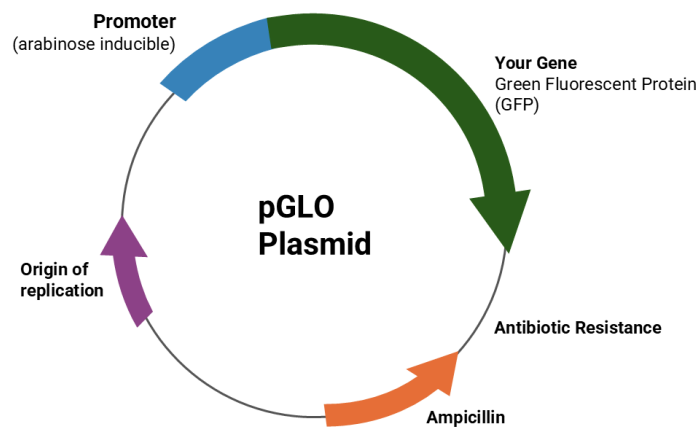 Promoter
(arabinose inducible)
Your Gene
Green Fluorescent Protein
(GFP)
pGLO
Plasmid
Origin of
replication
Antibiotic Resistance
Ampicillin